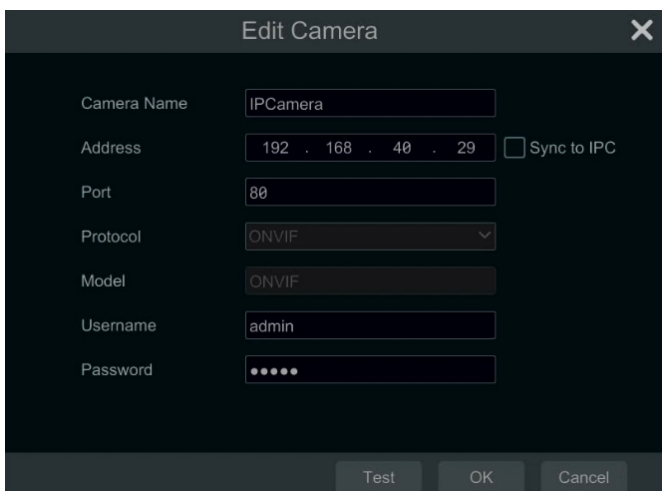 Edit Camera
Camera Name IPCamera
Address 192 . 168 . 40 . 29 Sync to IPC
Port 80
Protocol ONVIF
Model ONVIF
Username admin
Password •••••
Test OK Cancel